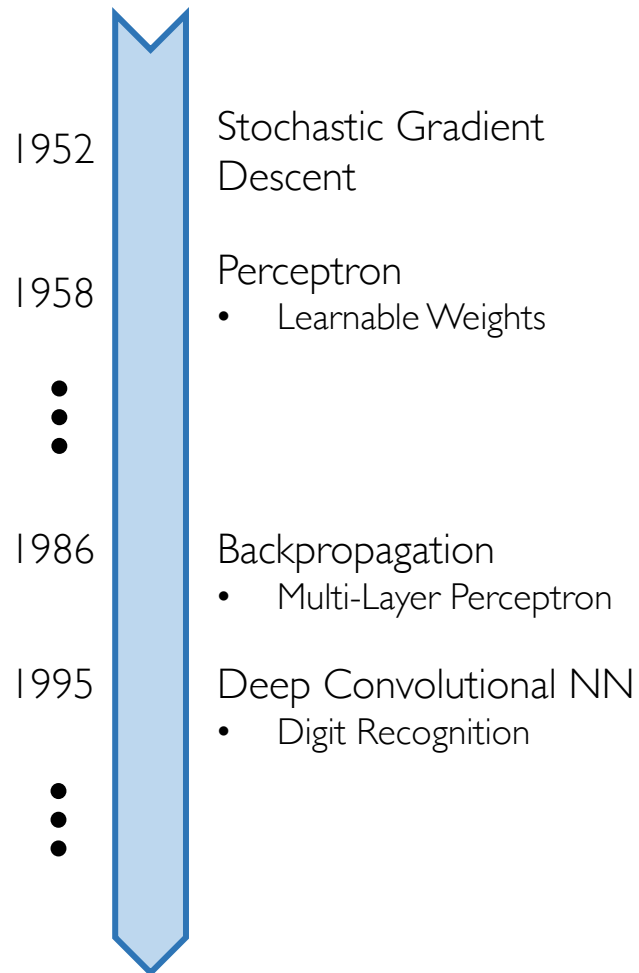 1952 Stochastic Gradient
Descent
1958 Perceptron
• Learnable Weights
1986 Backpropagation
• Multi-Layer Perceptron
1995 Deep Convolutional NN
• Digit Recognition